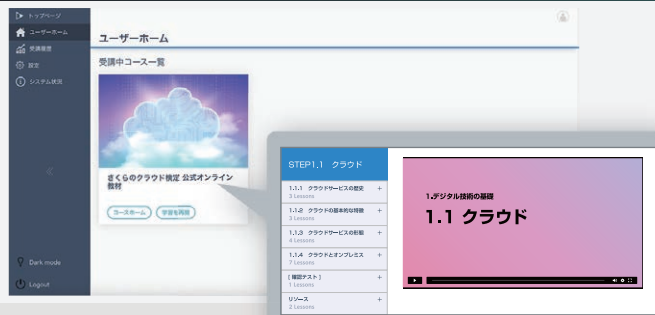 トップページ
ユーザーホーム
受講履歴
設定
システム状況
Dark mode
Logout
ユーザーホーム
受講中コース一覧
さくらのクラウド検定 公式オンライン
教材
コースホーム
学習を再開
STEP1.1 クラウド
1.1.1 クラウドサービスの歴史 +
3 Lessons
1.1.2 クラウドの基本的な特徴 +
3 Lessons
1.1.3 クラウドサービスの形態 +
4 Lessons
1.1.4 クラウドとオンプレミス +
7 Lessons
[ 確認テスト ] +
1 Lessons
リソース +
2 Lessons
1.デジタル技術の基礎
1.1 クラウド